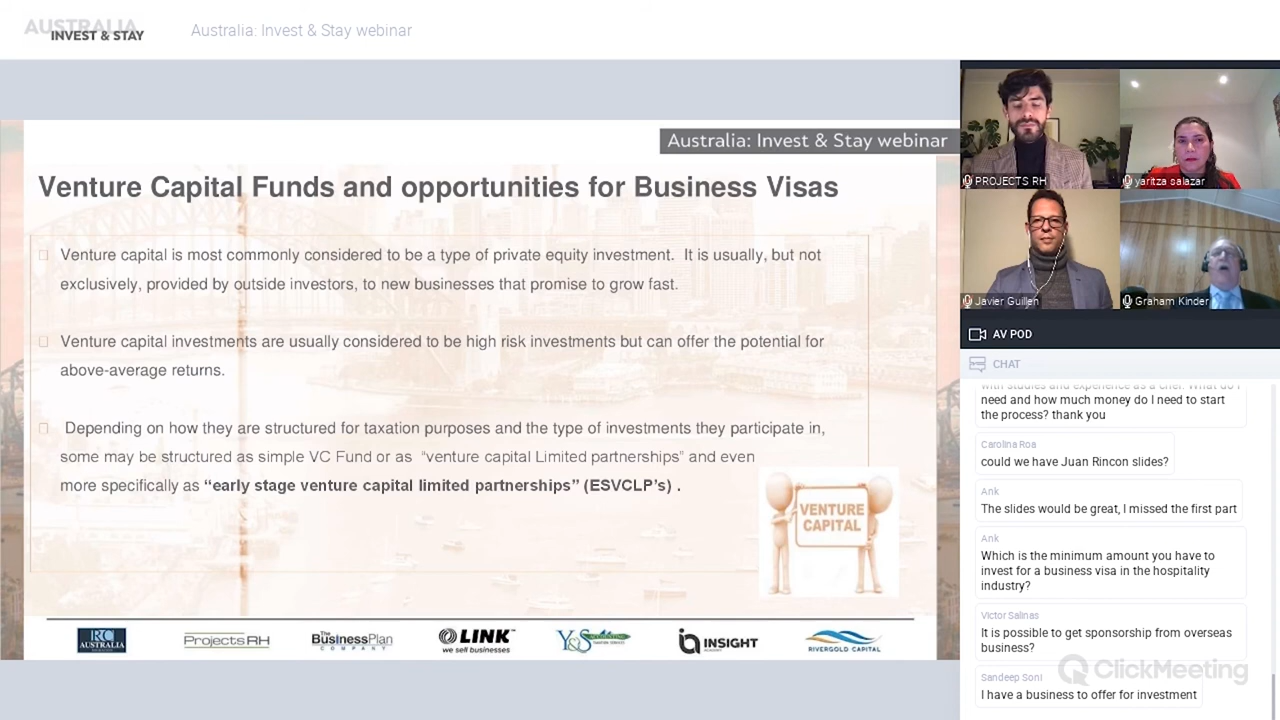 AUSTRALIA
INVEST & STAY
Australia: Invest & Stay webinar
Australia: Invest & Stay webinar
Venture Capital Funds and opportunities for Business Visas
Venture capital is most commonly considered to be a type of private equity investment. It is usually, but not
exclusively, provided by outside investors, to new businesses that promise to grow fast.
Venture capital investments are usually considered to be high risk investments but can offer the potential for
above-average returns.
Depending on how they are structured for taxation purposes and the type of investments they participate in,
some may be structured as simple VC Fund or as "venture capital Limited partnerships" and even
more specifically as "early stage venture capital limited partnerships" (ESVCLP's) .
VENTURE
CAPITAL
RC
AUSTRALIA
ProjectsRH
The BusinessPlan
COMPANY
LINK
we sell businesses
Y&S
INSIGHT
RIVERGOLD CAPITAL
PROJECTS RH
yaritza salazar
Javier Guillen
Graham Kinder
AV POD
CHAT
with studies and experience as a chef. What do I
need and how much money do I need to start
the process? thank you
Carolina Roa
could we have Juan Rincon slides?
Ank
The slides would be great, I missed the first part
Ank
Which is the minimum amount you have to
invest for a business visa in the hospitality
industry?
Victor Salinas
It is possible to get sponsorship from overseas
business?
Sandeep Soni
I have a business to offer for investment
ClickMeeting